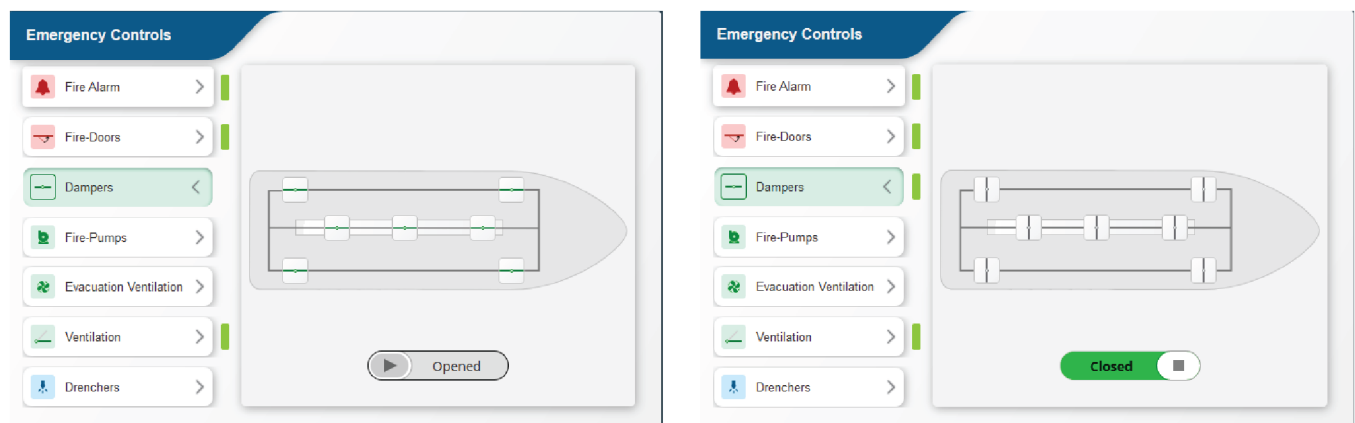 Emergency Controls
Fire Alarm
Fire-Doors
Dampers
Fire-Pumps
Evacuation Ventilation
Ventilation
Drenchers
Opened
Emergency Controls
Fire Alarm
Fire-Doors
Dampers
Fire-Pumps
Evacuation Ventilation
Ventilation
Drenchers
Closed